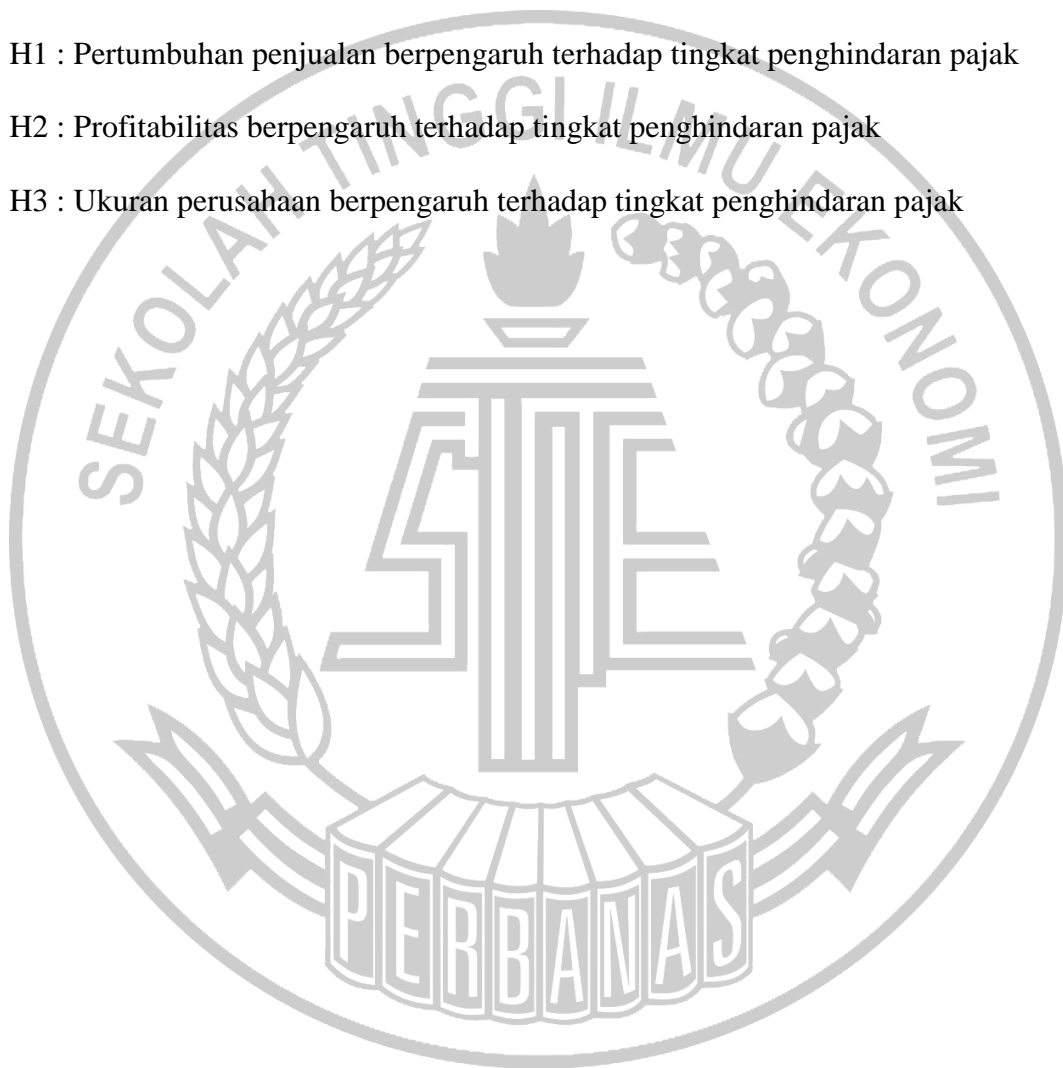 H1 : Pertumbuhan penjualan berpengaruh terhadap tingkat penghindaran pajak
H2 : Profitabilitas berpengaruh terhadap tingkat penghindaran pajak
H3 : Ukuran perusahaan berpengaruh terhadap tingkat penghindaran pajak
SEKOLAH TINGGI ILMU EKONOMI
STIE
PERBANAS